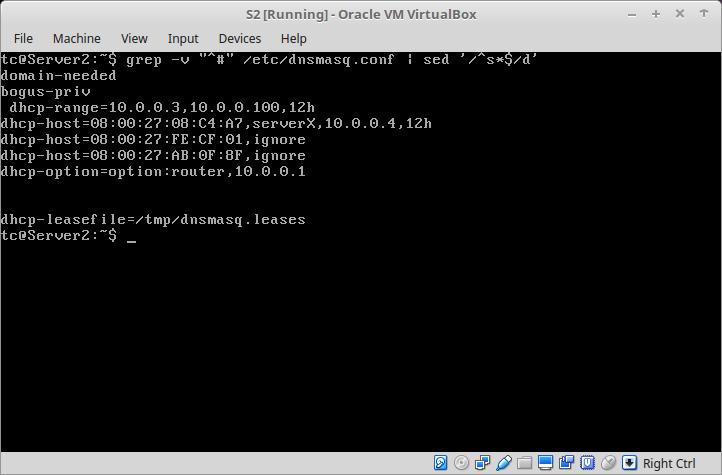 S2 [Running] - Oracle VM VirtualBox
File Machine View Input Devices Help
tc@Server2:~$ grep -v "^#" /etc/dnsmasq.conf | sed '/^s*$/d'
domain-needed
bogus-priv
 dhcp-range=10.0.0.3,10.0.0.100,12h
dhcp-host=08:00:27:08:C4:A7,serverX,10.0.0.4,12h
dhcp-host=08:00:27:FE:CF:01,ignore
dhcp-host=08:00:27:AB:0F:8F,ignore
dhcp-option=option:router,10.0.0.1
dhcp-leasefile=/tmp/dnsmasq.leases
tc@Server2:~$ _
Right Ctrl